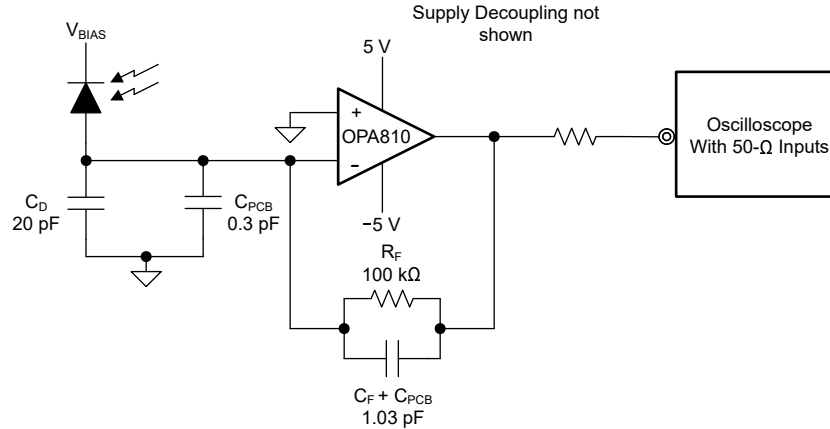 Supply Decoupling not
shown
V_BIAS
5 V
+
OPA810
-
−5 V
Oscilloscope
With 50-Ω Inputs
C_D
20 pF
C_PCB
0.3 pF
R_F
100 kΩ
C_F + C_PCB
1.03 pF